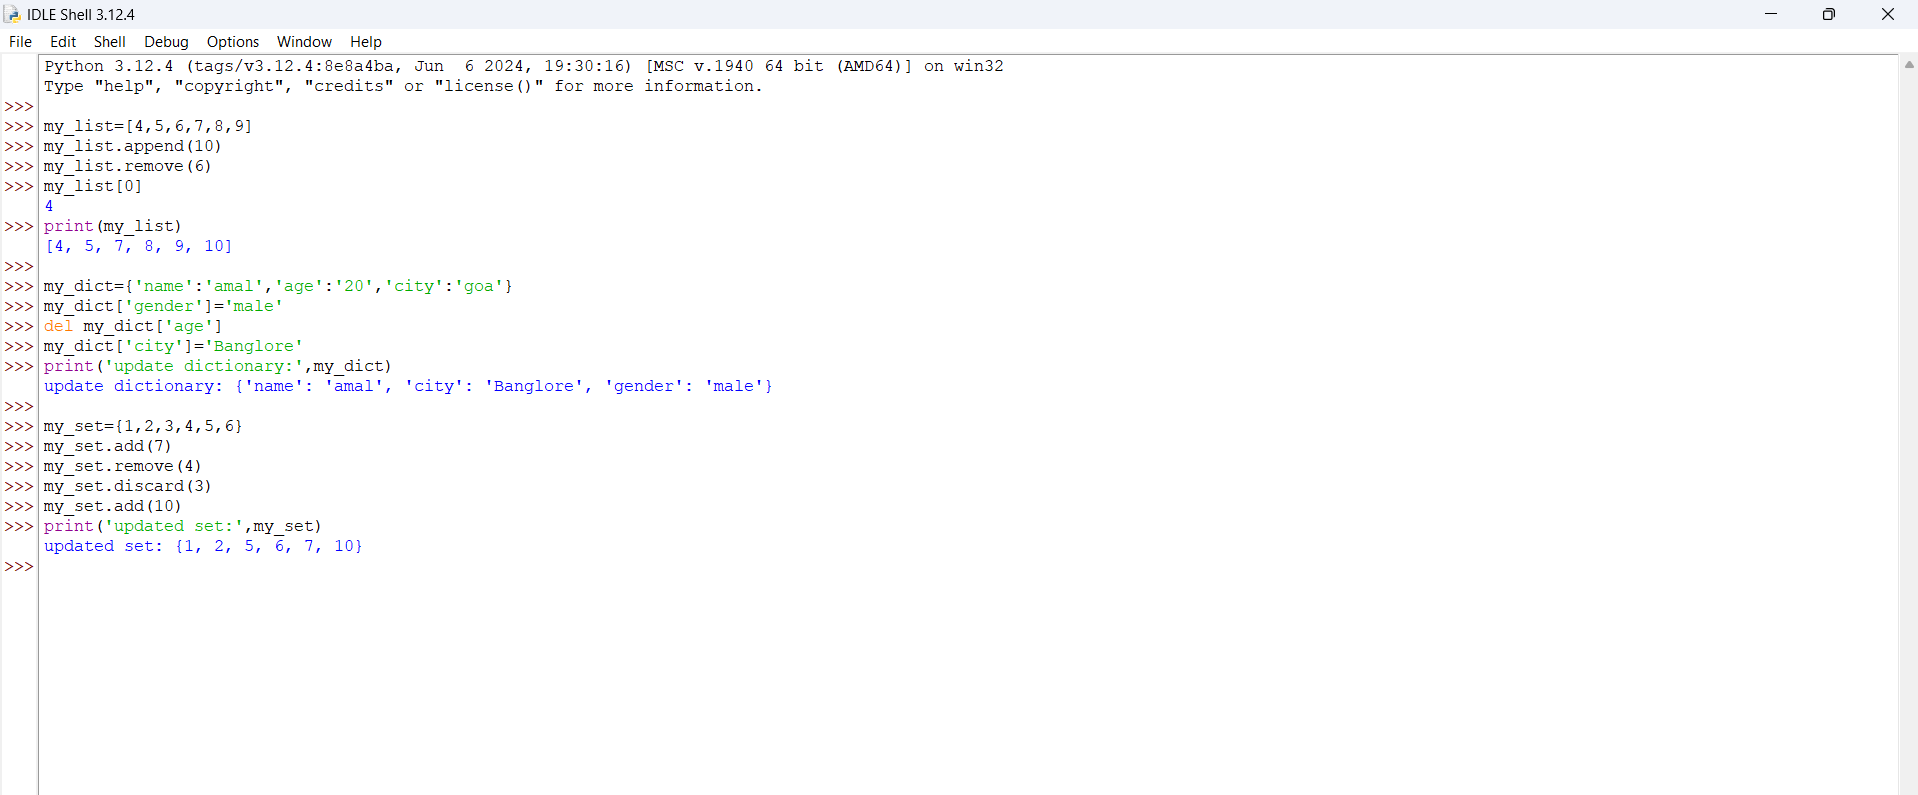 IDLE Shell 3.12.4
File Edit Shell Debug Options Window Help
Python 3.12.4 (tags/v3.12.4:8e8a4ba, Jun  6 2024, 19:30:16) [MSC v.1940 64 bit (AMD64)] on win32
Type "help", "copyright", "credits" or "license()" for more information.
>>>
>>> my_list=[4,5,6,7,8,9]
>>> my_list.append(10)
>>> my_list.remove(6)
>>> my_list[0]
4
>>> print(my_list)
[4, 5, 7, 8, 9, 10]
>>>
>>> my_dict={'name':'amal','age':'20','city':'goa'}
>>> my_dict['gender']='male'
>>> del my_dict['age']
>>> my_dict['city']='Banglore'
>>> print('update dictionary:',my_dict)
update dictionary: {'name': 'amal', 'city': 'Banglore', 'gender': 'male'}
>>>
>>> my_set={1,2,3,4,5,6}
>>> my_set.add(7)
>>> my_set.remove(4)
>>> my_set.discard(3)
>>> my_set.add(10)
>>> print('updated set:',my_set)
updated set: {1, 2, 5, 6, 7, 10}
>>>